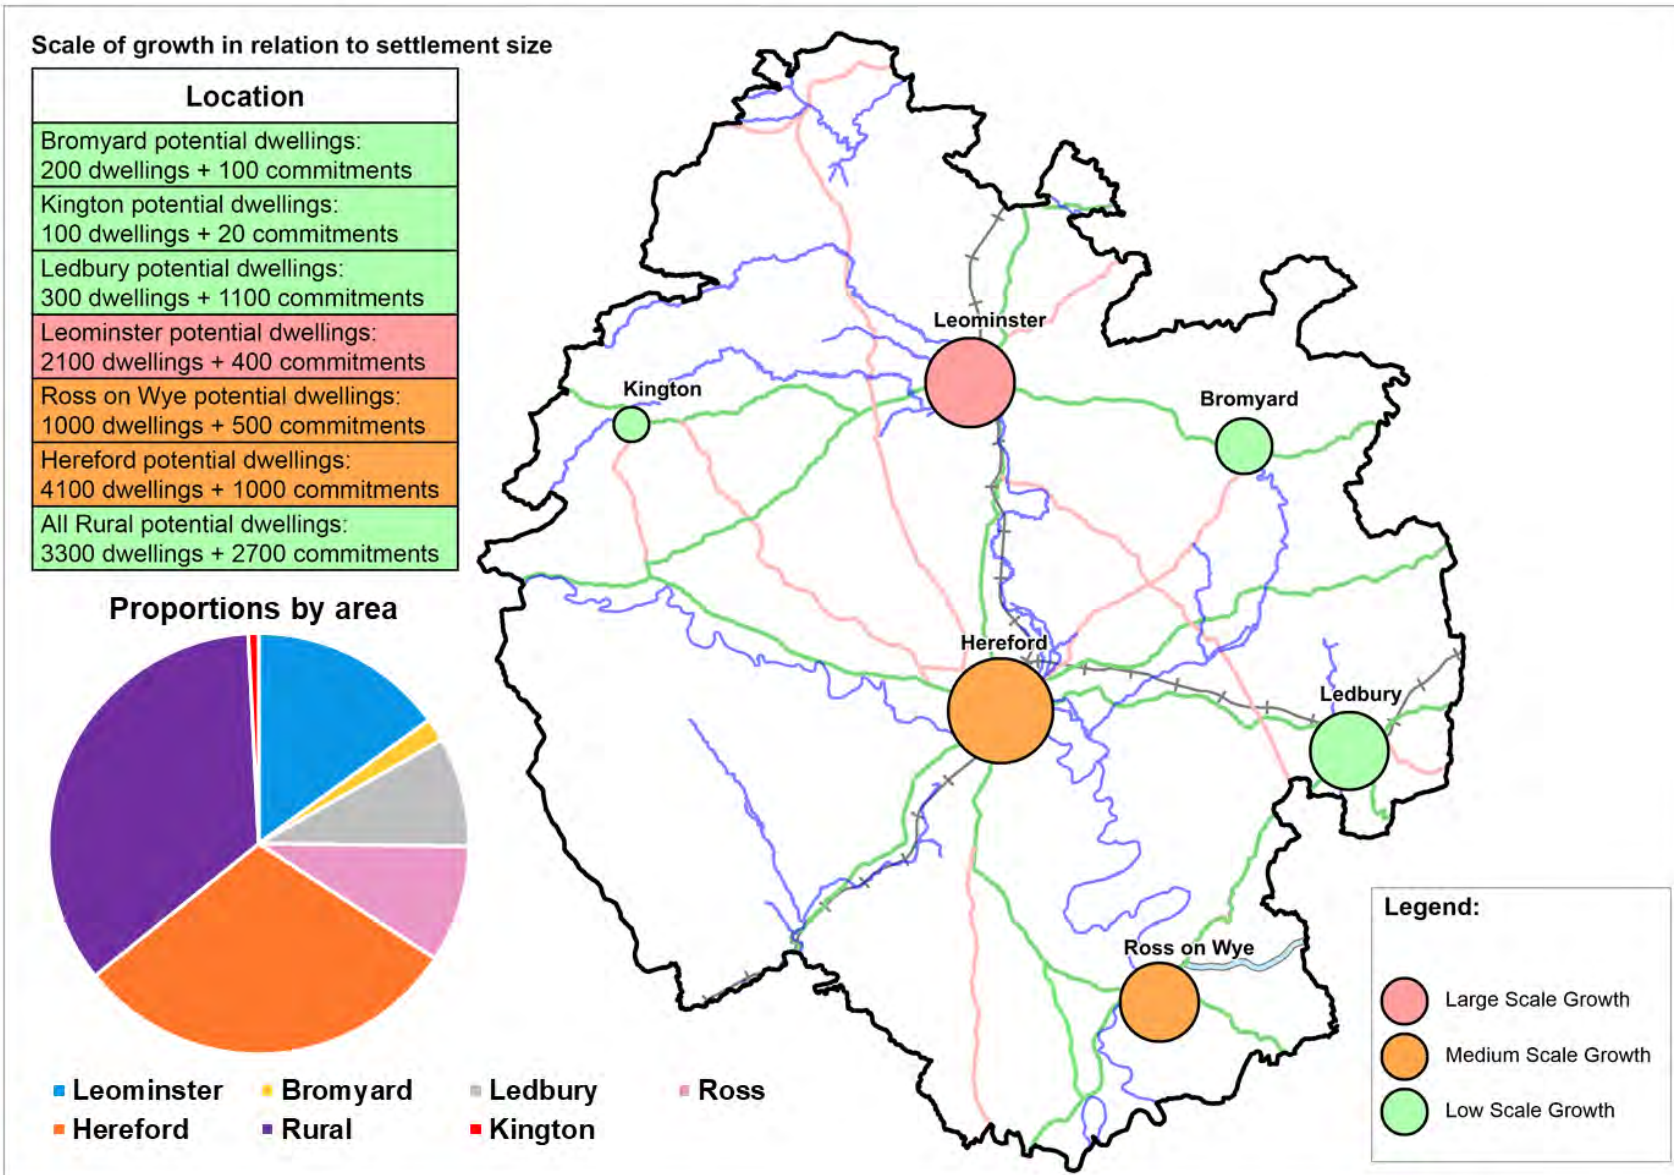 Scale of growth in relation to settlement size
Location
Bromyard potential dwellings:
200 dwellings + 100 commitments
Kington potential dwellings:
100 dwellings + 20 commitments
Ledbury potential dwellings:
300 dwellings + 1100 commitments
Leominster potential dwellings:
2100 dwellings + 400 commitments
Ross on Wye potential dwellings:
1000 dwellings + 500 commitments
Hereford potential dwellings:
4100 dwellings + 1000 commitments
All Rural potential dwellings:
3300 dwellings + 2700 commitments
Proportions by area
Leominster
Bromyard
Ledbury
Ross
Hereford
Rural
Kington
Leominster
Kington
Bromyard
Hereford
Ledbury
Ross on Wye
Legend:
Large Scale Growth
Medium Scale Growth
Low Scale Growth